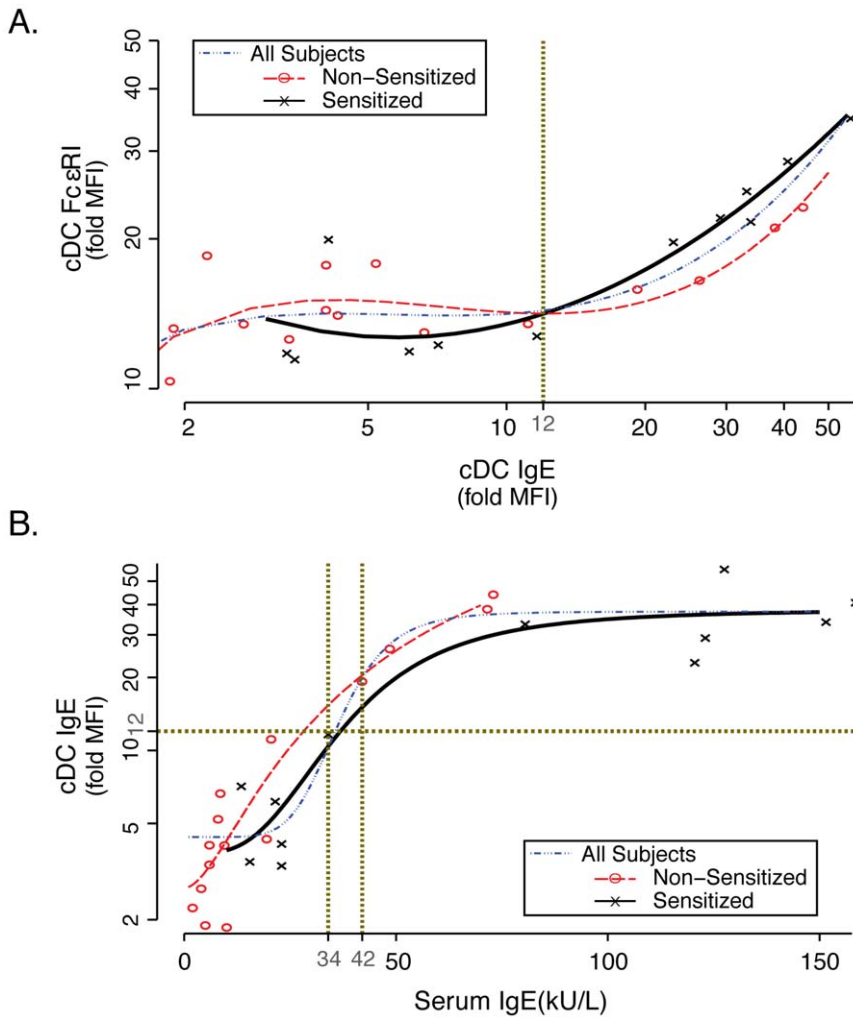 A.
50
30
20
10
cDC FcεRI
(fold MFI)
All Subjects
Non-Sensitized
Sensitized
2
5
10
12
20
30
40
50
cDC IgE
(fold MFI)
B.
50
40
30
20
12
10
5
2
cDC IgE
(fold MFI)
All Subjects
Non-Sensitized
Sensitized
0
34
42
50
100
150
Serum IgE(kU/L)